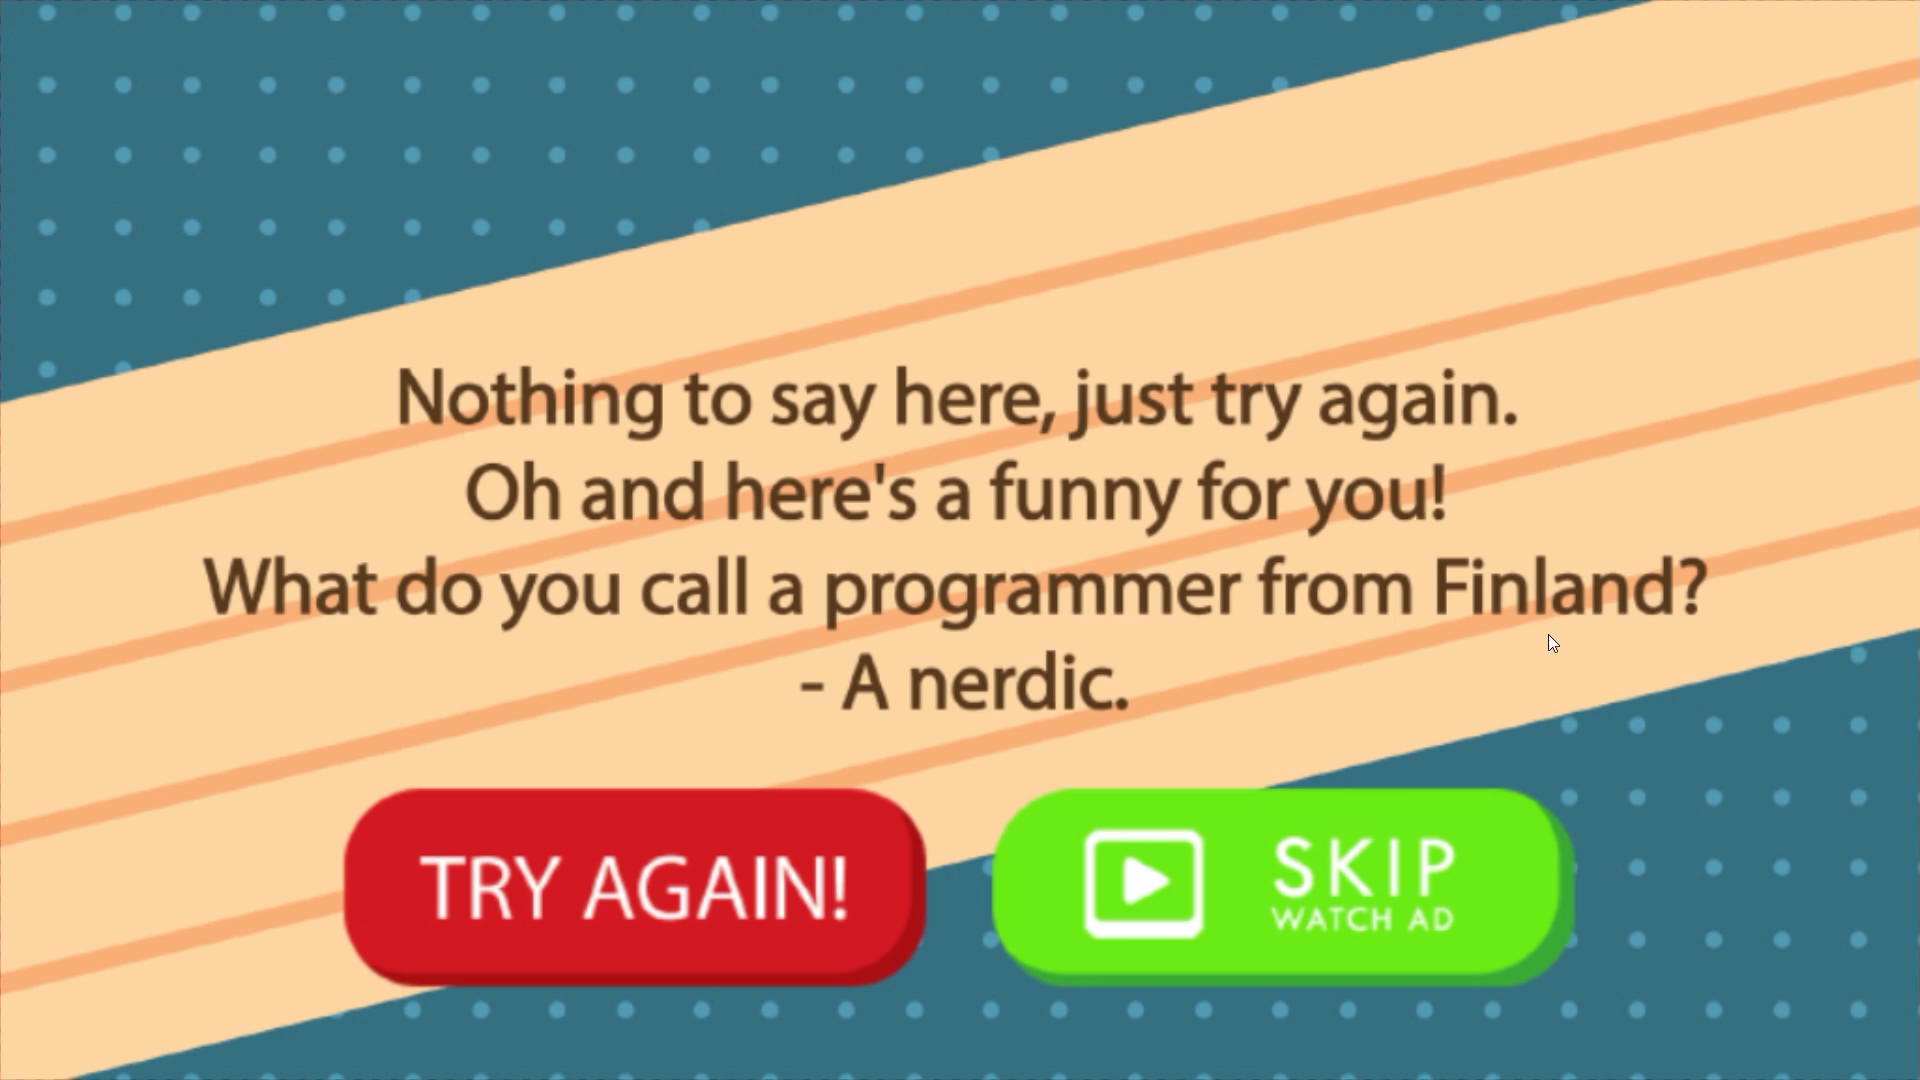 Nothing to say here, just try again.
Oh and here's a funny for you!
What do you call a programmer from Finland?
- A nerdic.
TRY AGAIN!
SKIP
WATCH AD